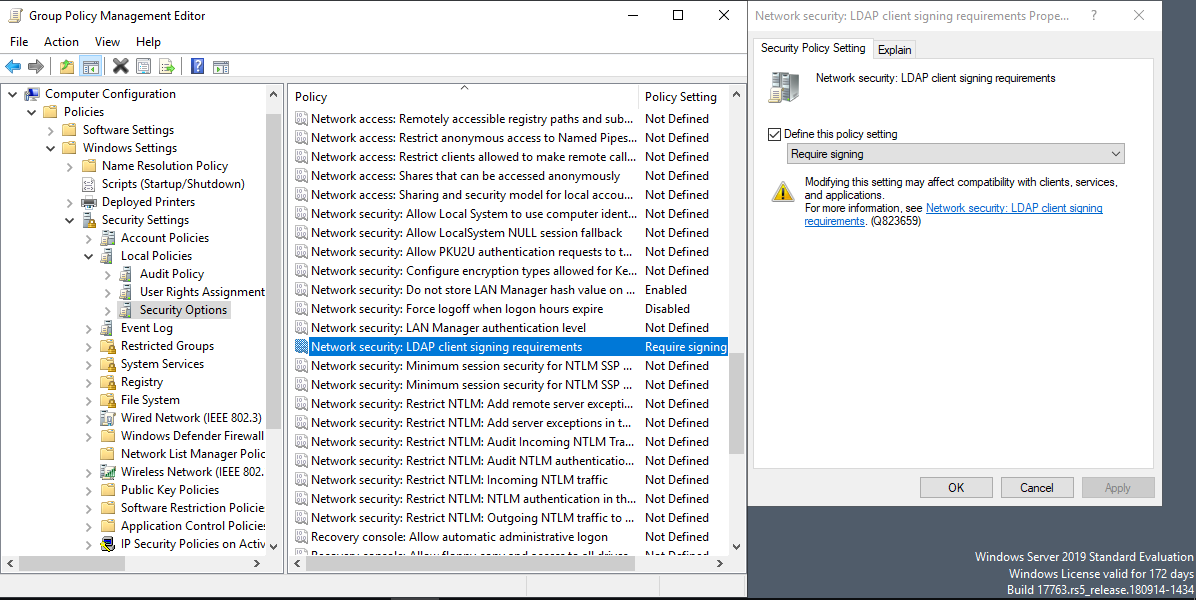 Group Policy Management Editor
File Action View Help
Computer Configuration
Policies
Software Settings
Windows Settings
Name Resolution Policy
Scripts (Startup/Shutdown)
Deployed Printers
Security Settings
Account Policies
Local Policies
Audit Policy
User Rights Assignment
Security Options
Event Log
Restricted Groups
System Services
Registry
File System
Wired Network (IEEE 802.3)
Windows Defender Firewall
Network List Manager Polic
Wireless Network (IEEE 802.
Public Key Policies
Software Restriction Policie
Application Control Policies
IP Security Policies on Activ
Policy Policy Setting
Network access: Remotely accessible registry paths and sub... Not Defined
Network access: Restrict anonymous access to Named Pipes... Not Defined
Network access: Restrict clients allowed to make remote call... Not Defined
Network access: Shares that can be accessed anonymously Not Defined
Network access: Sharing and security model for local accou... Not Defined
Network security: Allow Local System to use computer ident... Not Defined
Network security: Allow LocalSystem NULL session fallback Not Defined
Network security: Allow PKU2U authentication requests to t... Not Defined
Network security: Configure encryption types allowed for Ke... Not Defined
Network security: Do not store LAN Manager hash value on ... Enabled
Network security: Force logoff when logon hours expire Disabled
Network security: LAN Manager authentication level Not Defined
Network security: LDAP client signing requirements Require signing
Network security: Minimum session security for NTLM SSP ... Not Defined
Network security: Minimum session security for NTLM SSP ... Not Defined
Network security: Restrict NTLM: Add remote server excepti... Not Defined
Network security: Restrict NTLM: Add server exceptions in t... Not Defined
Network security: Restrict NTLM: Audit Incoming NTLM Tra... Not Defined
Network security: Restrict NTLM: Audit NTLM authenticatio... Not Defined
Network security: Restrict NTLM: Incoming NTLM traffic Not Defined
Network security: Restrict NTLM: NTLM authentication in th... Not Defined
Network security: Restrict NTLM: Outgoing NTLM traffic to ... Not Defined
Recovery console: Allow automatic administrative logon Not Defined
Recovery console: Allow floppy copy and access to all drives Not Defined
Network security: LDAP client signing requirements Prope... ?
Security Policy Setting Explain
Network security: LDAP client signing requirements
Define this policy setting
Require signing
Modifying this setting may affect compatibility with clients, services,
and applications.
For more information, see Network security: LDAP client signing
requirements. (Q823659)
OK Cancel Apply
Windows Server 2019 Standard Evaluation
Windows License valid for 172 days
Build 17763.rs5_release.180914-1434